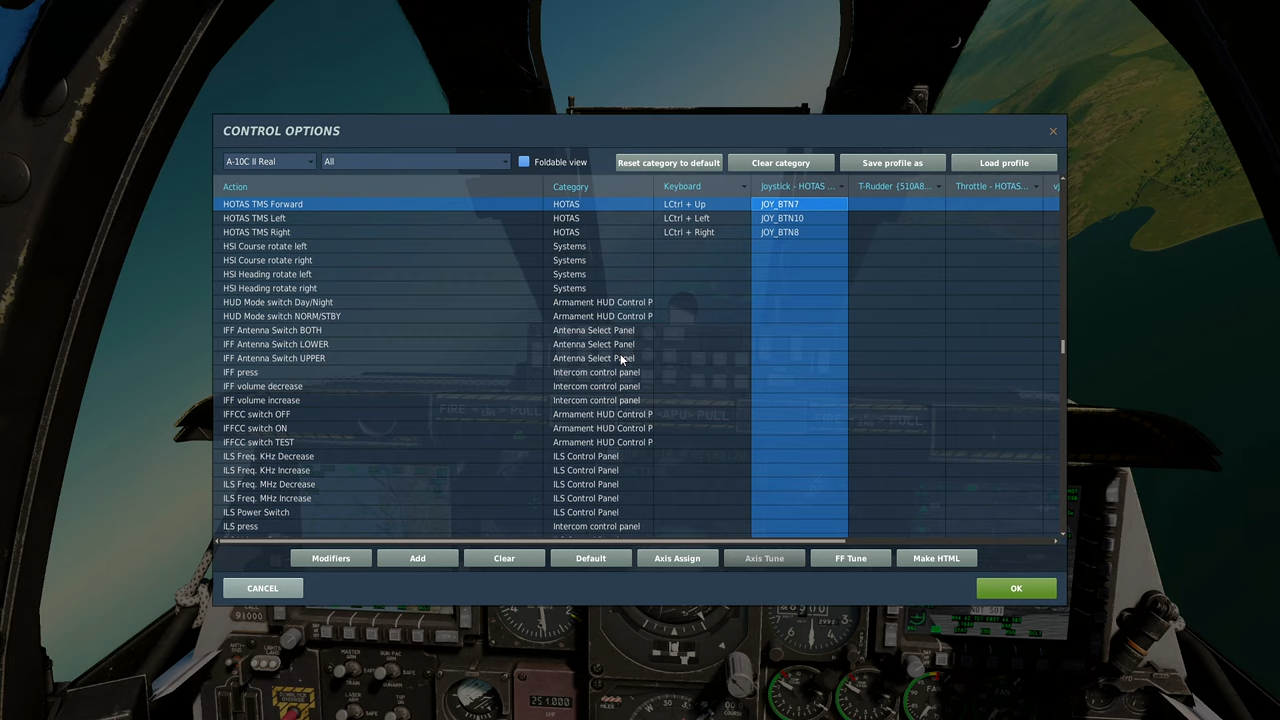 CONTROL OPTIONS
A-10C II Real All Foldable view Reset category to default Clear category Save profile as Load profile
Action Category Keyboard Joystick - HOTAS ... T-Rudder {510A8... Throttle - HOTAS... vj
HOTAS TMS Forward HOTAS LCtrl + Up JOY_BTN7
HOTAS TMS Left HOTAS LCtrl + Left JOY_BTN10
HOTAS TMS Right HOTAS LCtrl + Right JOY_BTN8
HSI Course rotate left Systems
HSI Course rotate right Systems
HSI Heading rotate left Systems
HSI Heading rotate right Systems
HUD Mode switch Day/Night Armament HUD Control P
HUD Mode switch NORM/STBY Armament HUD Control P
IFF Antenna Switch BOTH Antenna Select Panel
IFF Antenna Switch LOWER Antenna Select Panel
IFF Antenna Switch UPPER Antenna Select Panel
IFF press Intercom control panel
IFF volume decrease Intercom control panel
IFF volume increase Intercom control panel
IFFCC switch OFF Armament HUD Control P
IFFCC switch ON Armament HUD Control P
IFFCC switch TEST Armament HUD Control P
ILS Freq. KHz Decrease ILS Control Panel
ILS Freq. KHz Increase ILS Control Panel
ILS Freq. MHz Decrease ILS Control Panel
ILS Freq. MHz Increase ILS Control Panel
ILS Power Switch ILS Control Panel
ILS press Intercom control panel
Modifiers Add Clear Default Axis Assign Axis Tune FF Tune Make HTML
CANCEL OK